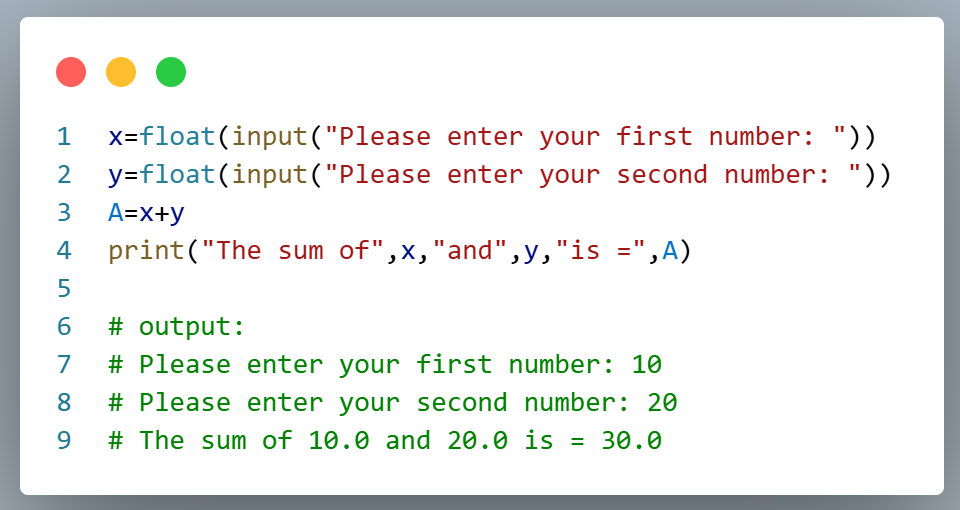 1 x=float(input("Please enter your first number: "))
2 y=float(input("Please enter your second number: "))
3 A=x+y
4 print("The sum of",x,"and",y,"is =",A)
5
6 # output:
7 # Please enter your first number: 10
8 # Please enter your second number: 20
9 # The sum of 10.0 and 20.0 is = 30.0